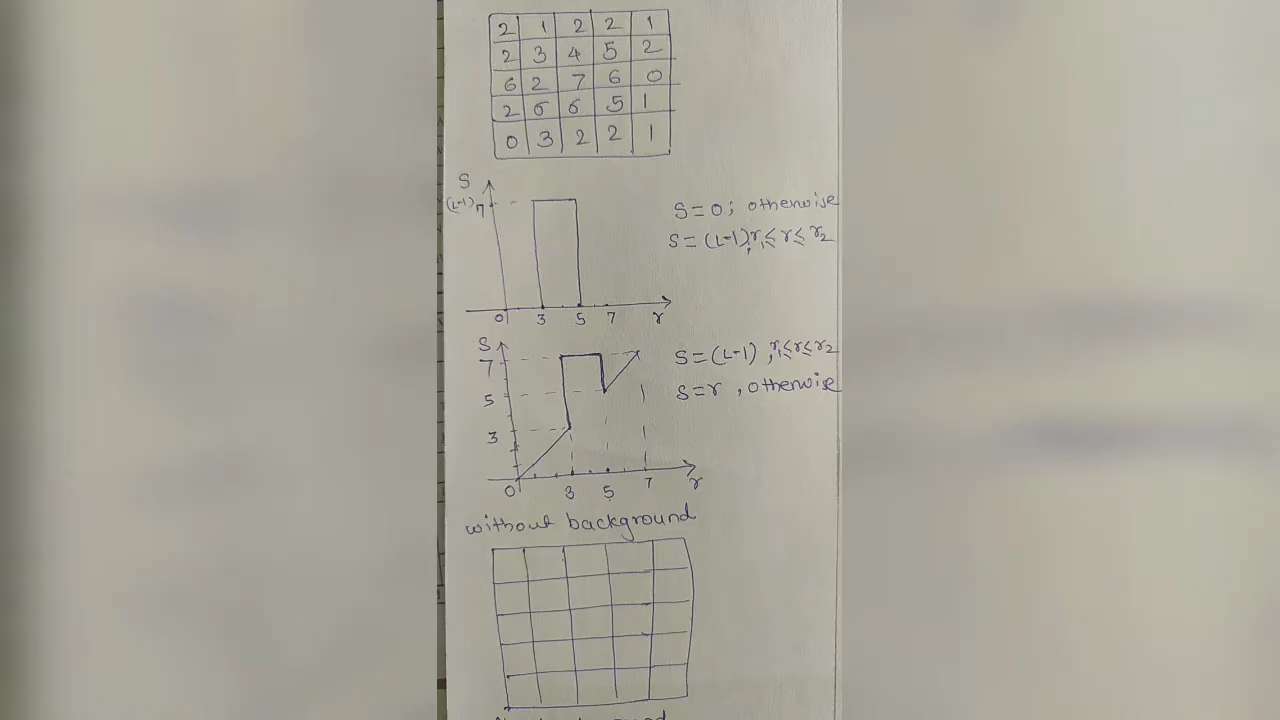 2 1 2 2 1
2 3 4 5 2
6 2 7 6 0
2 6 6 5 1
0 3 2 2 1
S
(L-1) 7
0 3 5 7 r
S = 0; otherwise
S = (L-1), r₁ ≤ r ≤ r₂
S
7
5
3
0 3 5 7 r
S = (L-1), r₁ ≤ r ≤ r₂
S = r, otherwise
without background